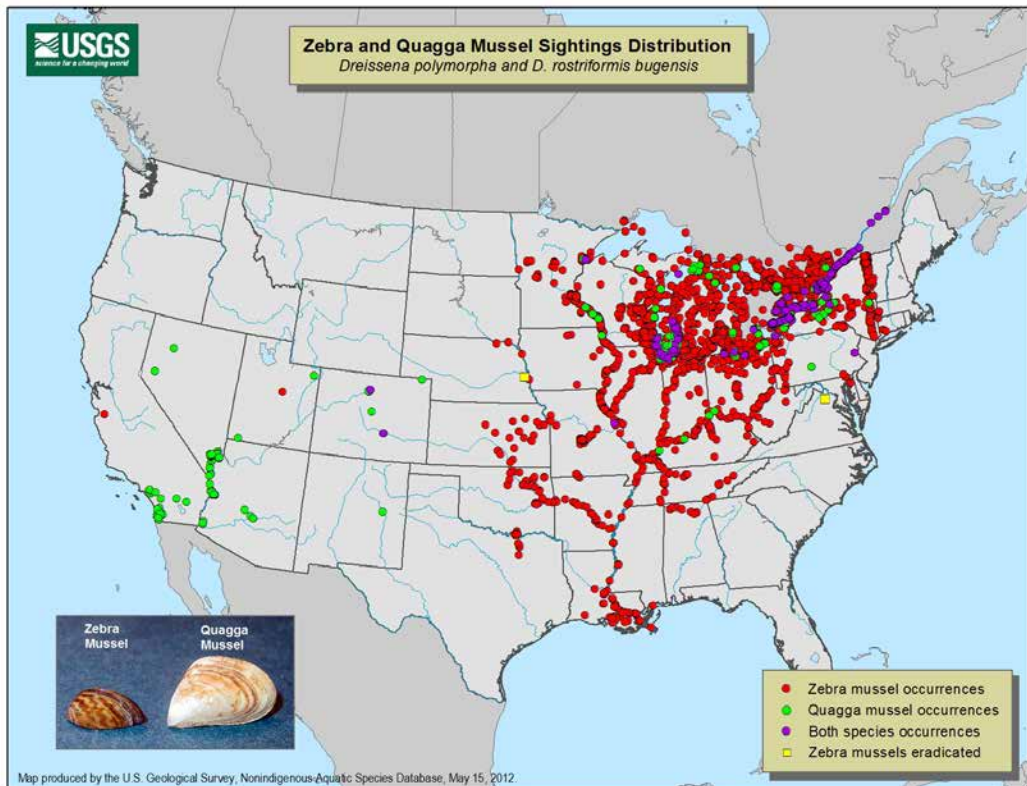 USGS
science for a changing world
Zebra and Quagga Mussel Sightings Distribution
Dreissena polymorpha and D. rostriformis bugensis
Zebra
Mussel
Quagga
Mussel
Zebra mussel occurrences
Quagga mussel occurrences
Both species occurrences
Zebra mussels eradicated
Map produced by the U.S. Geological Survey, Nonindigenous Aquatic Species Database, May 15, 2012